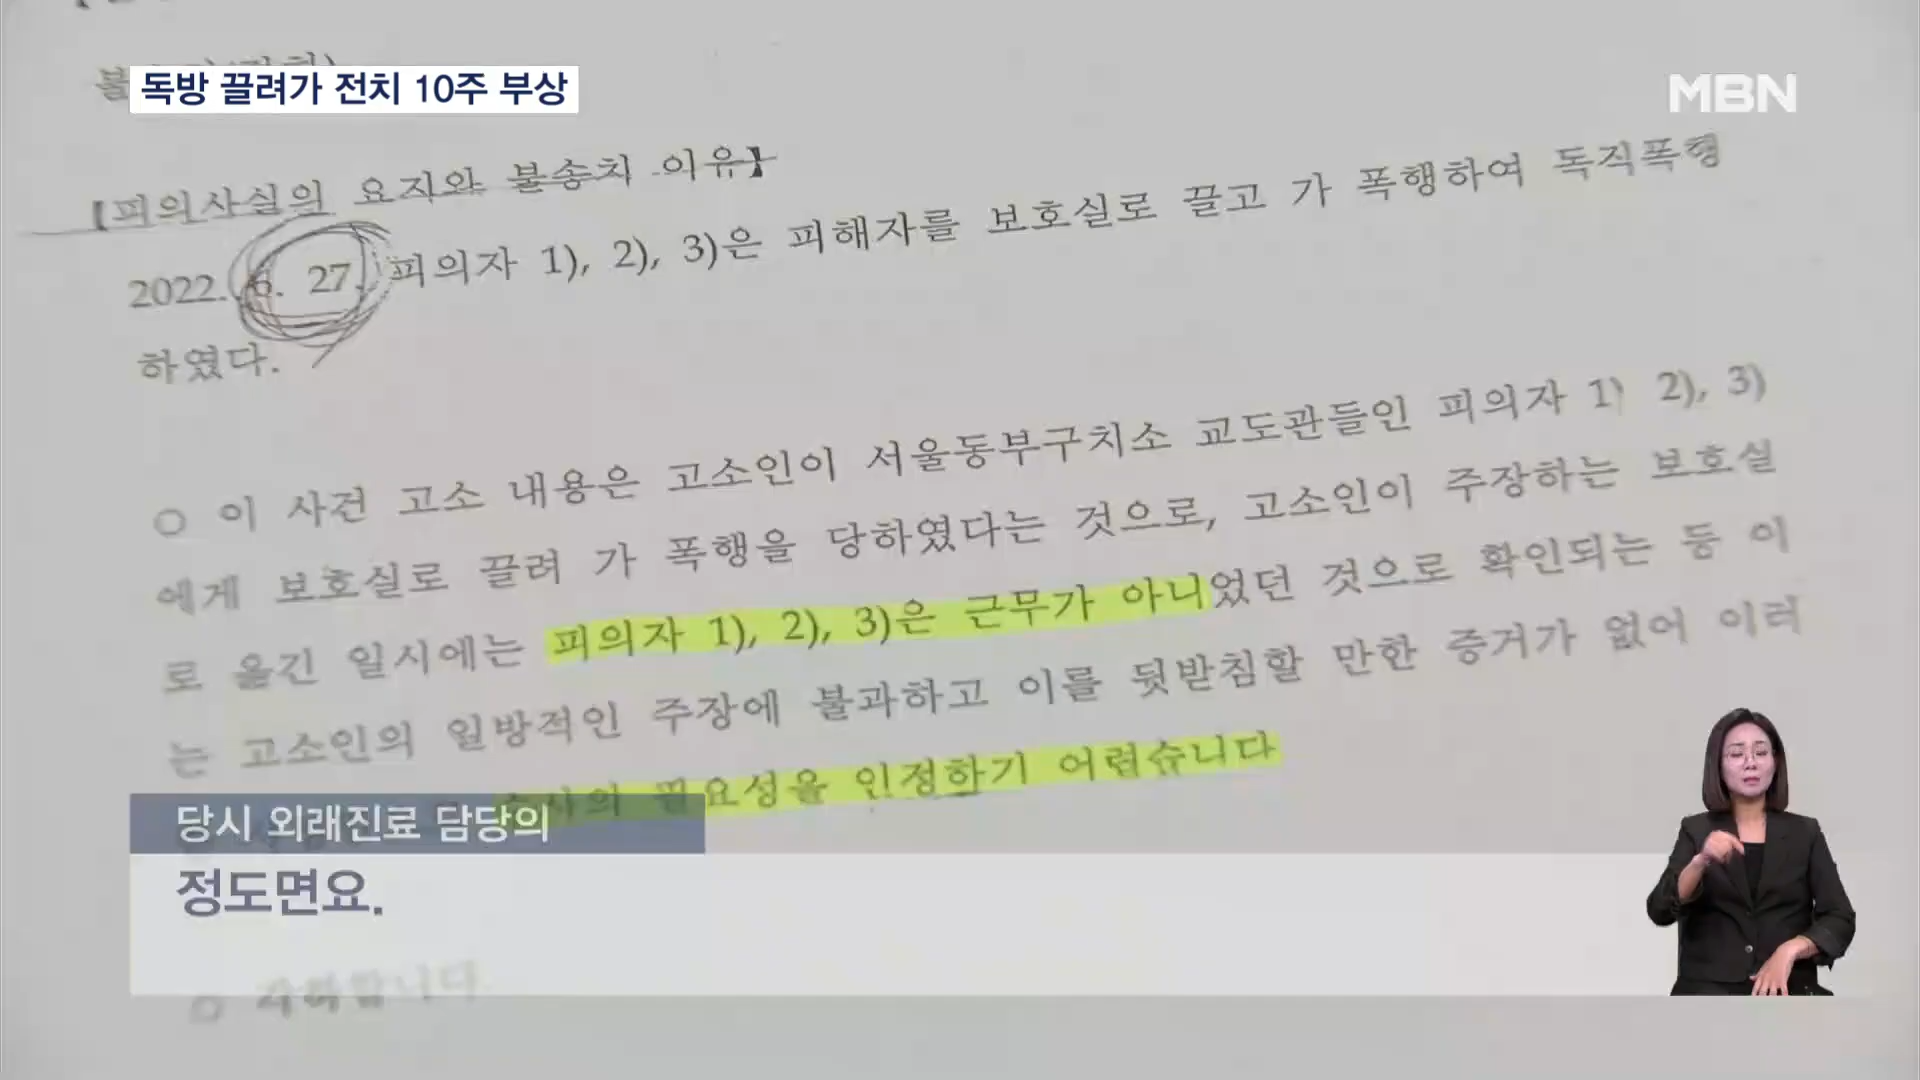 독방 끌려가 전치 10주 부상
MBN
【피의사실의 요지와 불송치 이유】
2022. 6. 27. 피의자 1), 2), 3)은 피해자를 보호실로 끌고 가 폭행하여 독직폭행
하였다.
○ 이 사건 고소 내용은 고소인이 서울동부구치소 교도관들인 피의자 1) 2), 3)
에게 보호실로 끌려 가 폭행을 당하였다는 것으로, 고소인이 주장하는 보호실
로 옮긴 일시에는 피의자 1), 2), 3)은 근무가 아니었던 것으로 확인되는 등 이
는 고소인의 일방적인 주장에 불과하고 이를 뒷받침할 만한 증거가 없어 이러
필요성을 인정하기 어렵습니다
당시 외래진료 담당의
정도면요.
○ 각하합니다.